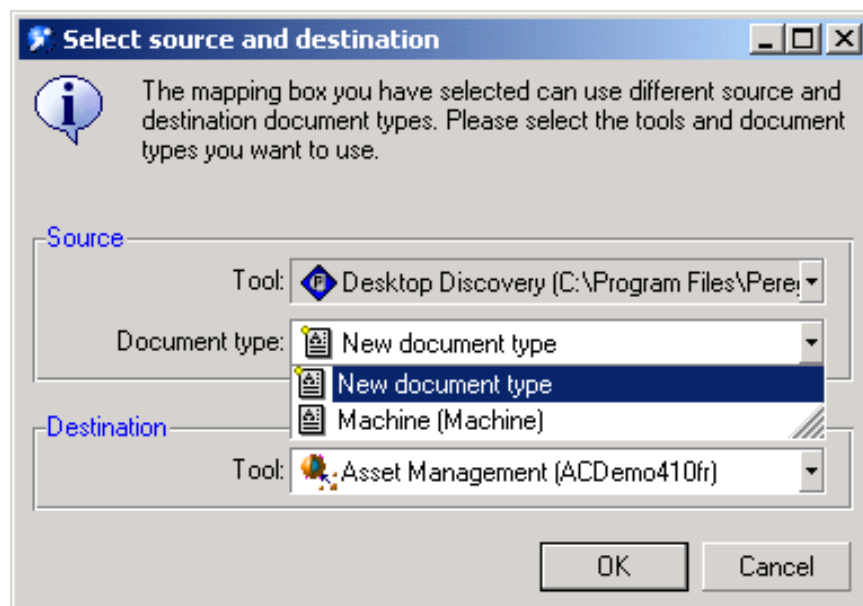 Select source and destination
The mapping box you have selected can use different source and
destination document types. Please select the tools and document
types you want to use.
Source
Tool: Desktop Discovery (C:\Program Files\Pere
Document type: New document type
New document type
Machine (Machine)
Destination
Tool: Asset Management (ACDemo410fr)
OK Cancel